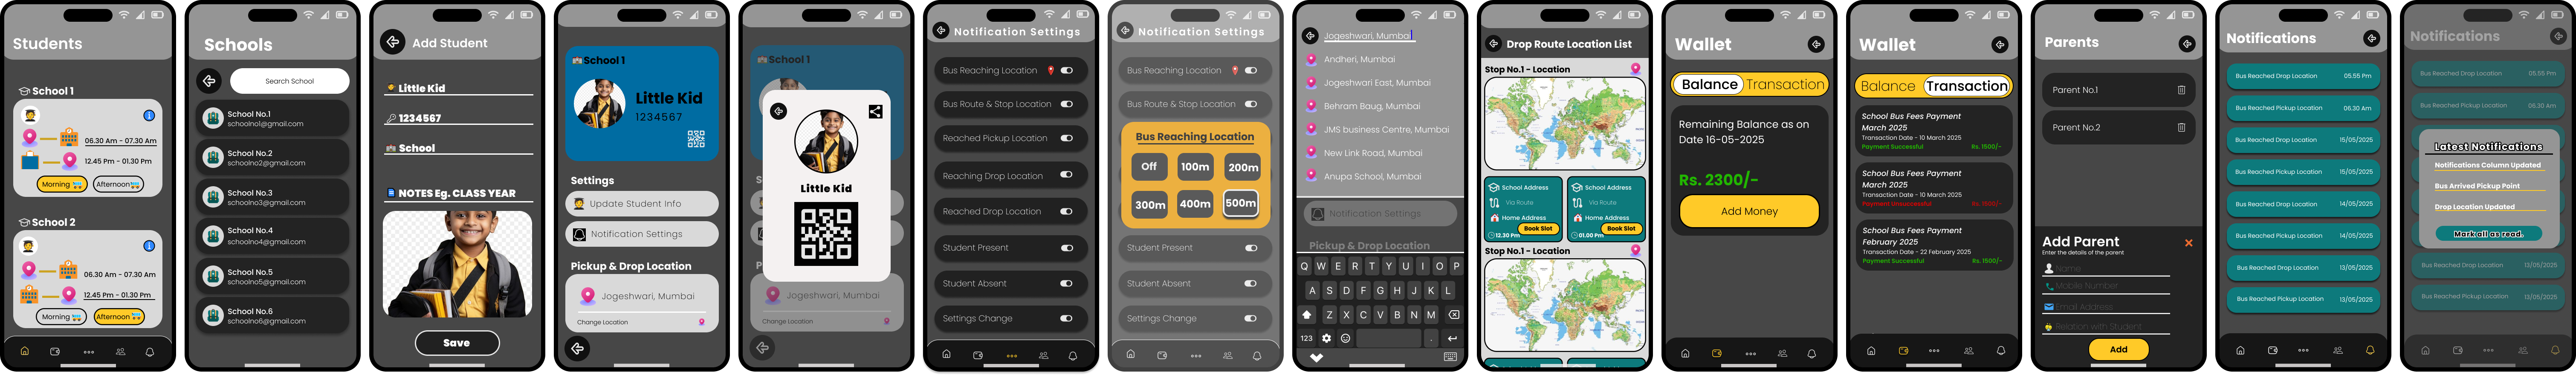 Students
School 1
06.30 Am - 07.30 Am
12.45 Pm - 01.30 Pm
Morning
Afternoon
School 2
06.30 Am - 07.30 Am
12.45 Pm - 01.30 Pm
Morning
Afternoon
Schools
Search School
School No.1
schoolno1@gmail.com
School No.2
schoolno2@gmail.com
School No.3
schoolno3@gmail.com
School No.4
schoolno4@gmail.com
School No.5
schoolno5@gmail.com
School No.6
schoolno6@gmail.com
Add Student
Little Kid
1234567
School
NOTES Eg. CLASS YEAR
Save
School 1
Little Kid
1234567
Settings
Update Student Info
Notification Settings
Pickup & Drop Location
Jogeshwari, Mumbai
Change Location
School 1
Little Kid
Jogeshwari, Mumbai
Change Location
Notification Settings
Bus Reaching Location
Bus Route & Stop Location
Reached Pickup Location
Reaching Drop Location
Reached Drop Location
Student Present
Student Absent
Settings Change
Notification Settings
Bus Reaching Location
Bus Route & Stop Location
Bus Reaching Location
Off 100m 200m
300m 400m 500m
Student Present
Student Absent
Settings Change
Jogeshwari, Mumbai
Andheri, Mumbai
Jogeshwari East, Mumbai
Behram Baug, Mumbai
JMS business Centre, Mumbai
New Link Road, Mumbai
Anupa School, Mumbai
Notification Settings
Pickup & Drop Location
Q W E R T Y U I O P
A S D F G H J K L
Z X C V B N M
123 .
Drop Route Location List
Stop No.1 - Location
School Address
Via Route
Home Address
12.30 Pm
Book Slot
School Address
Via Route
Home Address
01.00 Pm
Book Slot
Stop No.1 - Location
Wallet
Balance Transaction
Remaining Balance as on
Date 16-05-2025
Rs. 2300/-
Add Money
Wallet
Balance Transaction
School Bus Fees Payment
March 2025
Transaction Date - 10 March 2025
Payment Successful Rs. 1500/-
School Bus Fees Payment
March 2025
Transaction Date - 10 March 2025
Payment Unsuccessful Rs. 1500/-
School Bus Fees Payment
February 2025
Transaction Date - 22 February 2025
Payment Successful Rs. 1500/-
Parents
Parent No.1
Parent No.2
Add Parent
Enter the details of the parent
Name
Mobile Number
Email Address
Relation with Student
Add
Notifications
Bus Reached Drop Location 05.55 Pm
Bus Reached Pickup Location 06.30 Am
Bus Reached Drop Location 15/05/2025
Bus Reached Pickup Location 15/05/2025
Bus Reached Drop Location 14/05/2025
Bus Reached Pickup Location 14/05/2025
Bus Reached Drop Location 13/05/2025
Bus Reached Pickup Location 13/05/2025
Notifications
Bus Reached Drop Location 05.55 Pm
Bus Reached Pickup Location 06.30 Am
Latest Notifications
Notifications Column Updated
Bus Arrived Pickup Point
Drop Location Updated
Mark all as read.
Bus Reached Drop Location 13/05/2025
Bus Reached Pickup Location 13/05/2025